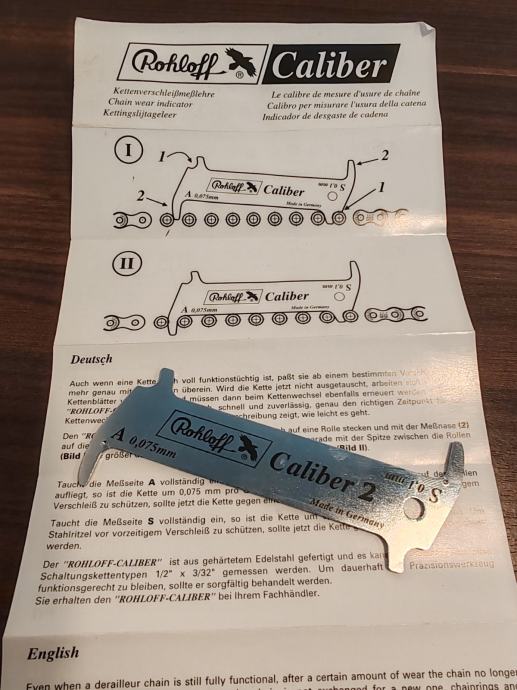 Rohloff ® Caliber
Kettenverschleißmeßlehre
Chain wear indicator
Kettingslijtageleer
Le calibre de mesure d'usure de chaîne
Calibro per misurare l'usura della catena
Indicador de desgaste de cadena
I
1
2
2
1
Rohloff Caliber
A 0,075mm
S 0,1 mm
Made in Germany
II
Rohloff Caliber
A 0,075mm
S 0,1 mm
Made in Germany
Deutsch
Auch wenn eine Kette voll funktionstüchtig ist, paßt sie ab einem bestimmten
mehr genau mit überein. Wird die Kette jetzt nicht ausgetauscht, arbeiten
Kettenblätter müssen dann beim Kettenwechsel ebenfalls erneuert
"ROHLOFF- schnell und zuverlässig, genau den richtigen Zeitpunkt
Kettenwe schreibung zeigt, wie leicht es geht.
Den auf eine Rolle stecken und mit der Meßnase (2)
auf die rade mit der Spitze zwischen die Rollen
(Bild größer Bild II).
Taucht die Meßseite A vollständig
aufliegt, so ist die Kette um 0,075 mm pro
Verschleiß zu schützen, sollte jetzt die Kette gegen
Taucht die Meßseite S vollständig ein, so ist die Kette um
Stahlritzel vor vorzeitigem Verschleiß zu schützen, sollte jetzt die Kette
werden.
Der "ROHLOFF-CALIBER" ist aus gehärtetem Edelstahl gefertigt und es
Schaltungskettentypen 1/2" x 3/32" gemessen werden. Um dauerhaft Präzisionswerkzeug
funktionsgerecht zu bleiben, sollte er sorgfältig behandelt werden.
Sie erhalten den "ROHLOFF-CALIBER" bei Ihrem Fachhändler.
Rohloff ® Caliber 2
A 0,075mm
S 0,1 mm
Made in Germany
English
Even when a derailleur chain is still fully functional, after a certain amount of wear the chain no longer
exchanged for a new one, chainrings and